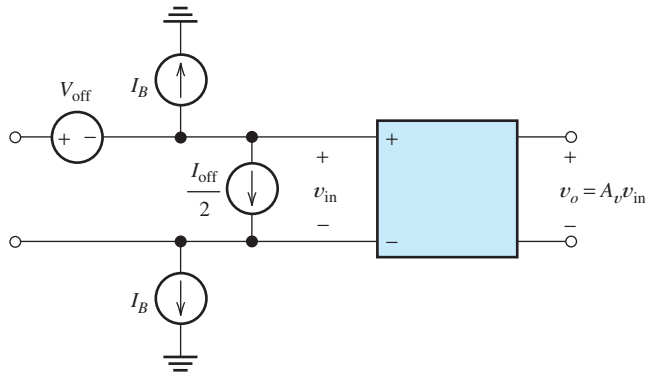 I_B
V_off
+ −
+
I_off
2
+
v_in
−
−
+
v_o = A_v v_in
−
I_B